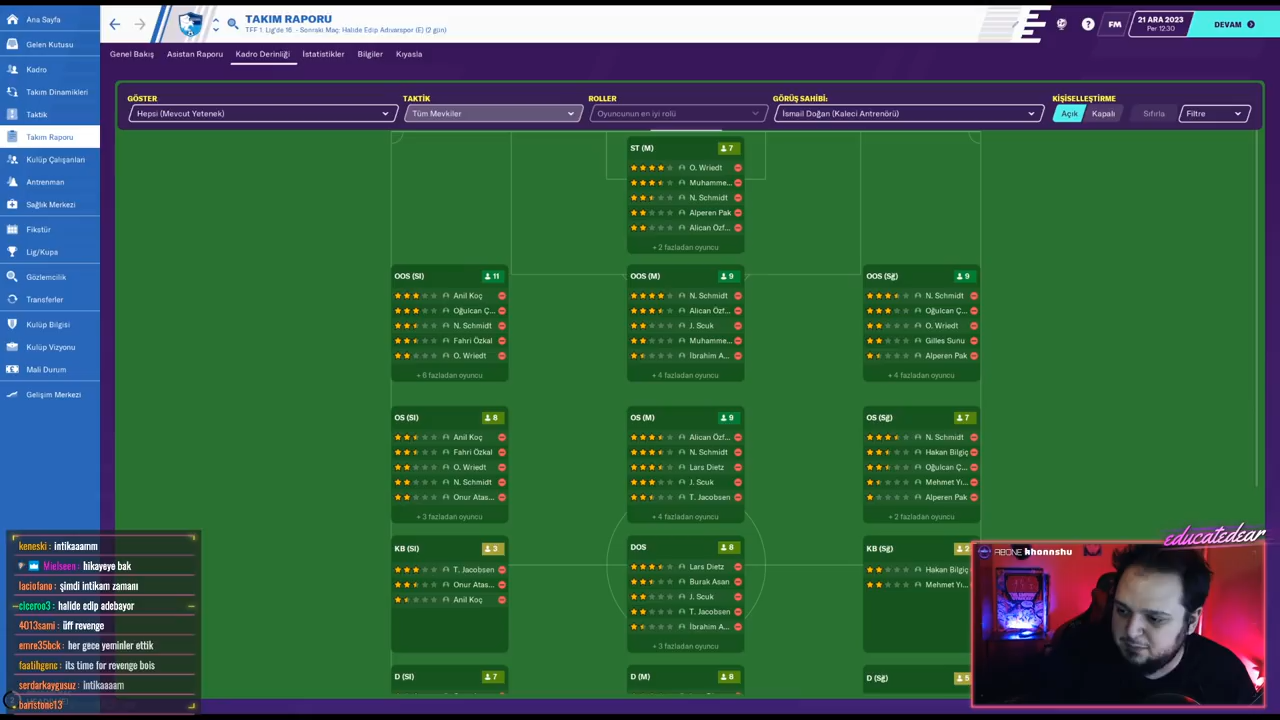 Ana Sayfa
Gelen Kutusu
Kadro
Takım Dinamikleri
Taktik
Takım Raporu
Kulüp Çalışanları
Antrenman
Sağlık Merkezi
Fikstür
Lig/Kupa
Gözlemcilik
Transferler
Kulüp Bilgisi
Kulüp Vizyonu
Mali Durum
Gelişim Merkezi
TAKIM RAPORU
TFF 1. Lig'de 16. - Sonraki Maç: Halide Edip Adıvarspor (E) (2 gün)
FM
21 ARA 2023
Per 12:30
DEVAM
Genel Bakış Asistan Raporu Kadro Derinliği İstatistikler Bilgiler Kıyasla
GÖSTER
Hepsi (Mevcut Yetenek)
TAKTİK
Tüm Mevkiler
ROLLER
Oyuncunun en iyi rolü
GÖRÜŞ SAHİBİ:
İsmail Doğan (Kaleci Antrenörü)
KİŞİSELLEŞTİRME
Açık Kapalı Sıfırla Filtre
ST (M) 7
O. Wriedt
Muhamme...
N. Schmidt
Alperen Pak
Alican Özf...
+ 2 fazladan oyuncu
OOS (Sl) 11
Anil Koç
Oğulcan Ç...
N. Schmidt
Fahri Özkal
O. Wriedt
+ 6 fazladan oyuncu
OOS (M) 9
N. Schmidt
Alican Özf...
J. Scuk
Muhamme...
İbrahim A...
+ 4 fazladan oyuncu
OOS (Sğ) 9
N. Schmidt
Oğulcan Ç...
O. Wriedt
Gilles Sunu
Alperen Pak
+ 4 fazladan oyuncu
OS (Sl) 8
Anil Koç
Fahri Özkal
O. Wriedt
N. Schmidt
Onur Atas...
+ 3 fazladan oyuncu
OS (M) 9
Alican Özf...
N. Schmidt
Lars Dietz
J. Scuk
T. Jacobsen
+ 4 fazladan oyuncu
OS (Sğ) 7
N. Schmidt
Hakan Bilgiç
Oğulcan Ç...
Mehmet Yı...
Alperen Pak
+ 2 fazladan oyuncu
KB (Sl) 3
T. Jacobsen
Onur Atas...
Anil Koç
DOS 8
Lars Dietz
Burak Asan
J. Scuk
T. Jacobsen
İbrahim A...
+ 3 fazladan oyuncu
KB (Sğ) 2
Hakan Bilgiç
Mehmet Yı...
D (Sl) 7
D (M) 8
D (Sğ) 5
keneski : intikaaamm
Mielseen : hikayeye bak
laciofano : şimdi intikam zamanı
ciceroo3 : halide edip adebayor
4013sami : üff revenge
emre35bck : her gece yeminler ettik
faatihgenc : its time for revenge bois
serdarkaygusuz : intikaaaam
baristone13
educatedear
ABONE khonnshu